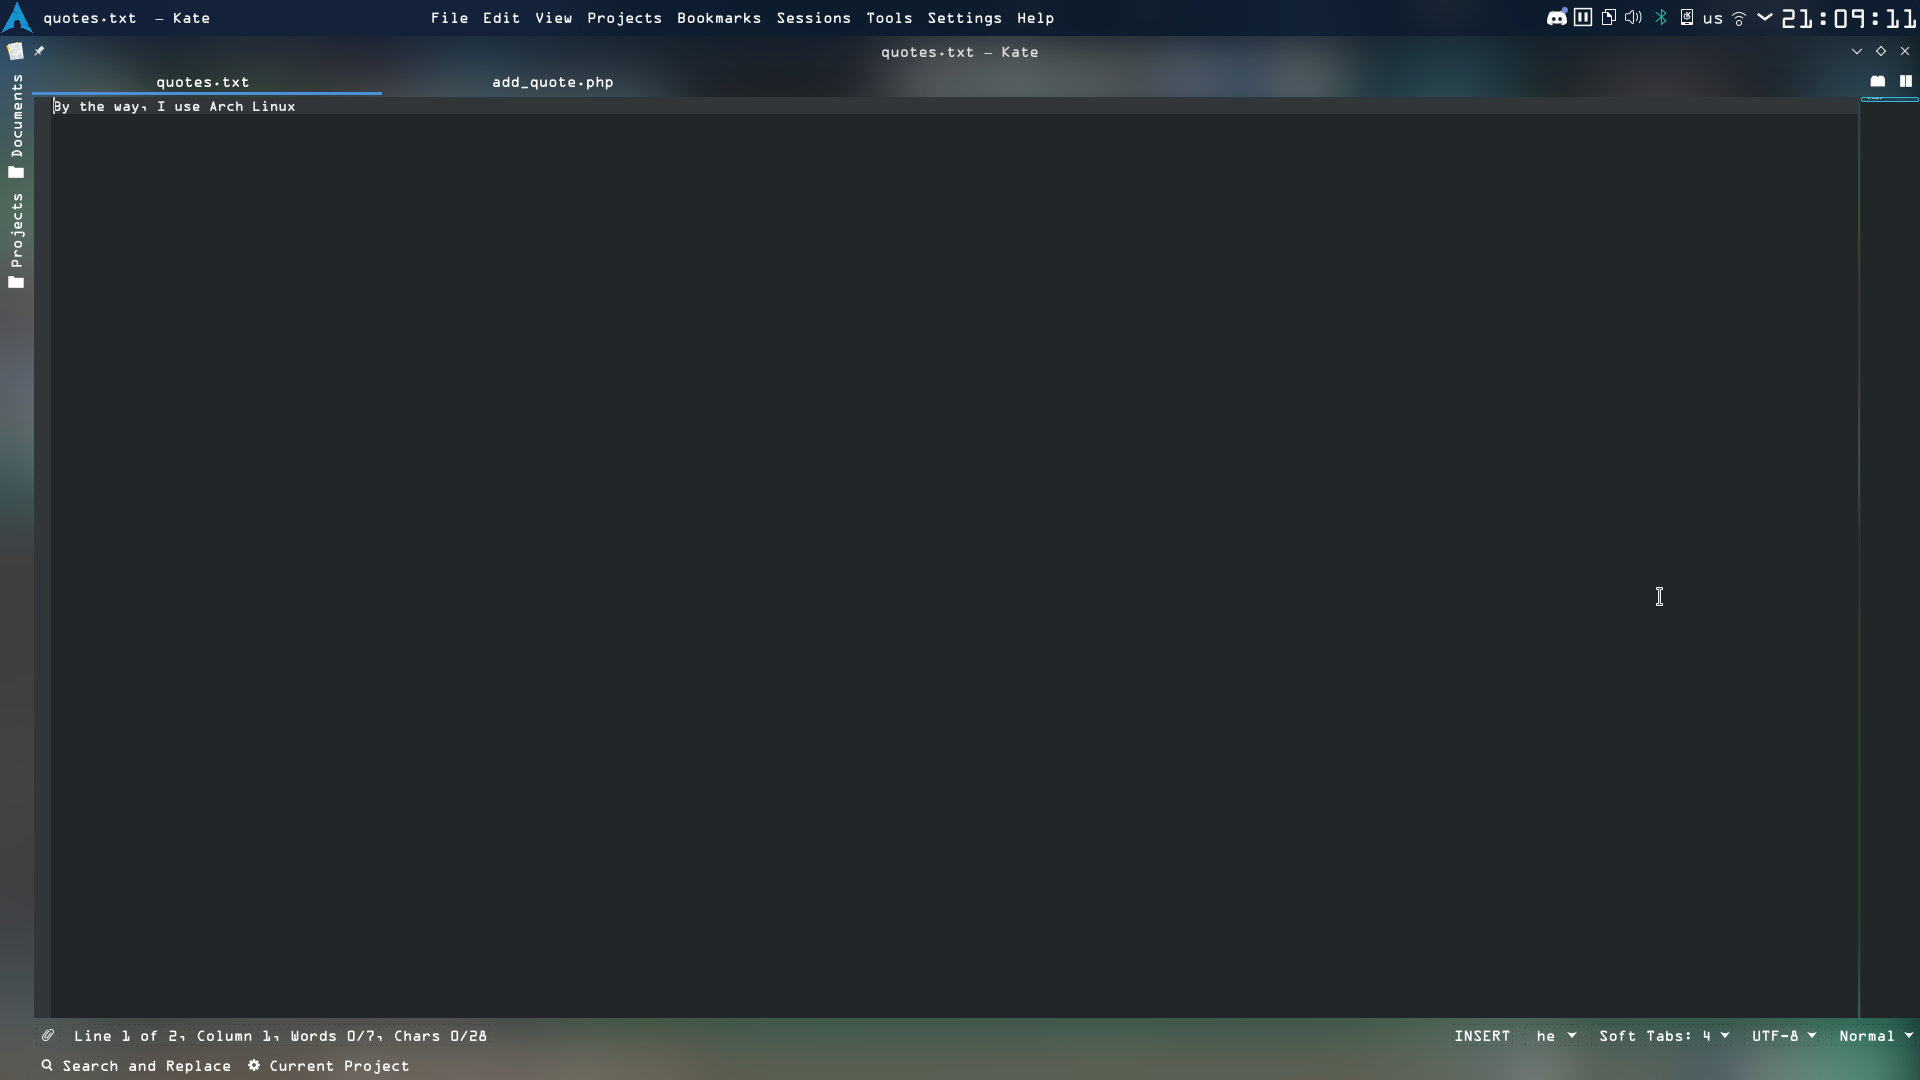 quotes.txt – Kate
File Edit View Projects Bookmarks Sessions Tools Settings Help
us
21:09:11
quotes.txt – Kate
quotes.txt
add_quote.php
Documents
Projects
By the way, I use Arch Linux
Line 1 of 2, Column 1, Words 0/7, Chars 0/28
INSERT
he
Soft Tabs: 4
UTF-8
Normal
Search and Replace
Current Project